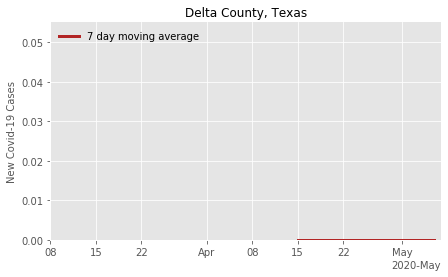 Delta County, Texas
7 day moving average
New Covid-19 Cases
0.05
0.04
0.03
0.02
0.01
0.00
08 15 22 Apr 08 15 22 May
2020-May